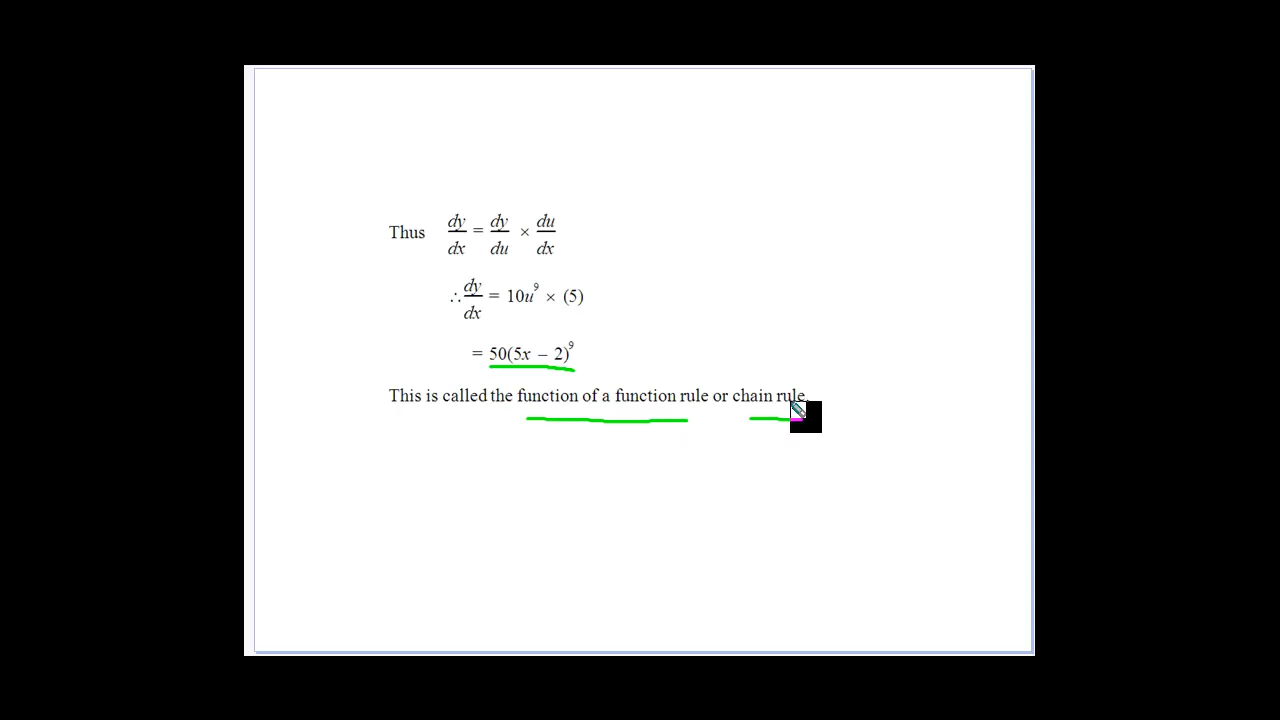 Thus dy/dx = dy/du × du/dx
∴ dy/dx = 10u⁹ × (5)
= 50(5x − 2)⁹
This is called the function of a function rule or chain rule.